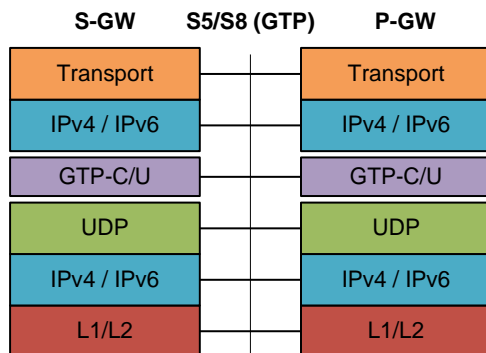 S-GW S5/S8 (GTP) P-GW
Transport Transport
IPv4 / IPv6 IPv4 / IPv6
GTP-C/U GTP-C/U
UDP UDP
IPv4 / IPv6 IPv4 / IPv6
L1/L2 L1/L2